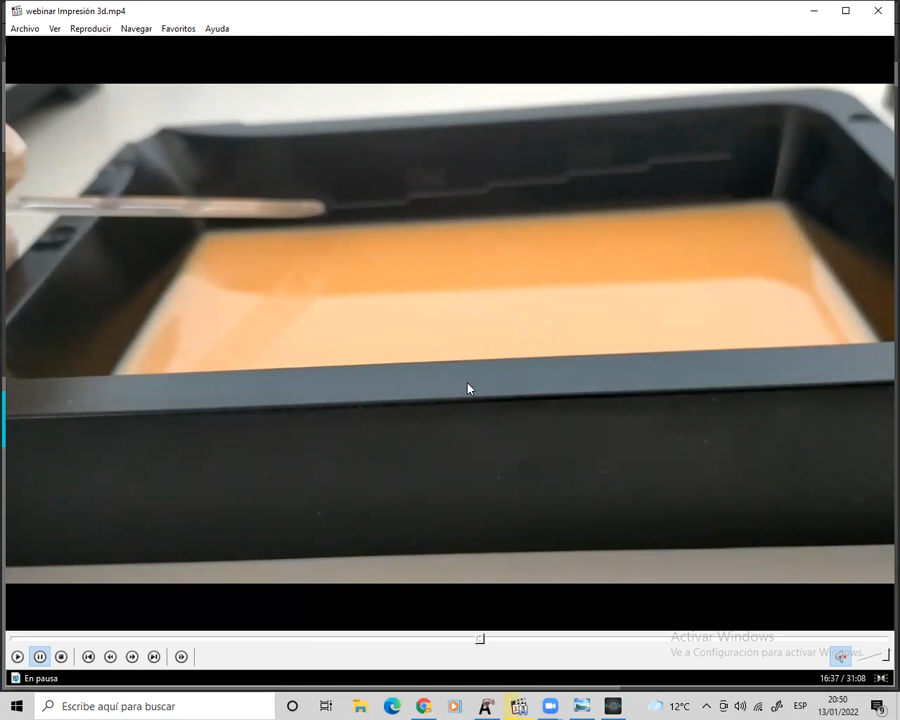 webinar Impresión 3d.mp4
Archivo Ver Reproducir Navegar Favoritos Ayuda
Activar Windows
Ve a Configuración para activar Windows.
En pausa
16:37 / 31:08
Escribe aquí para buscar
12°C
ESP
20:50
13/01/2022